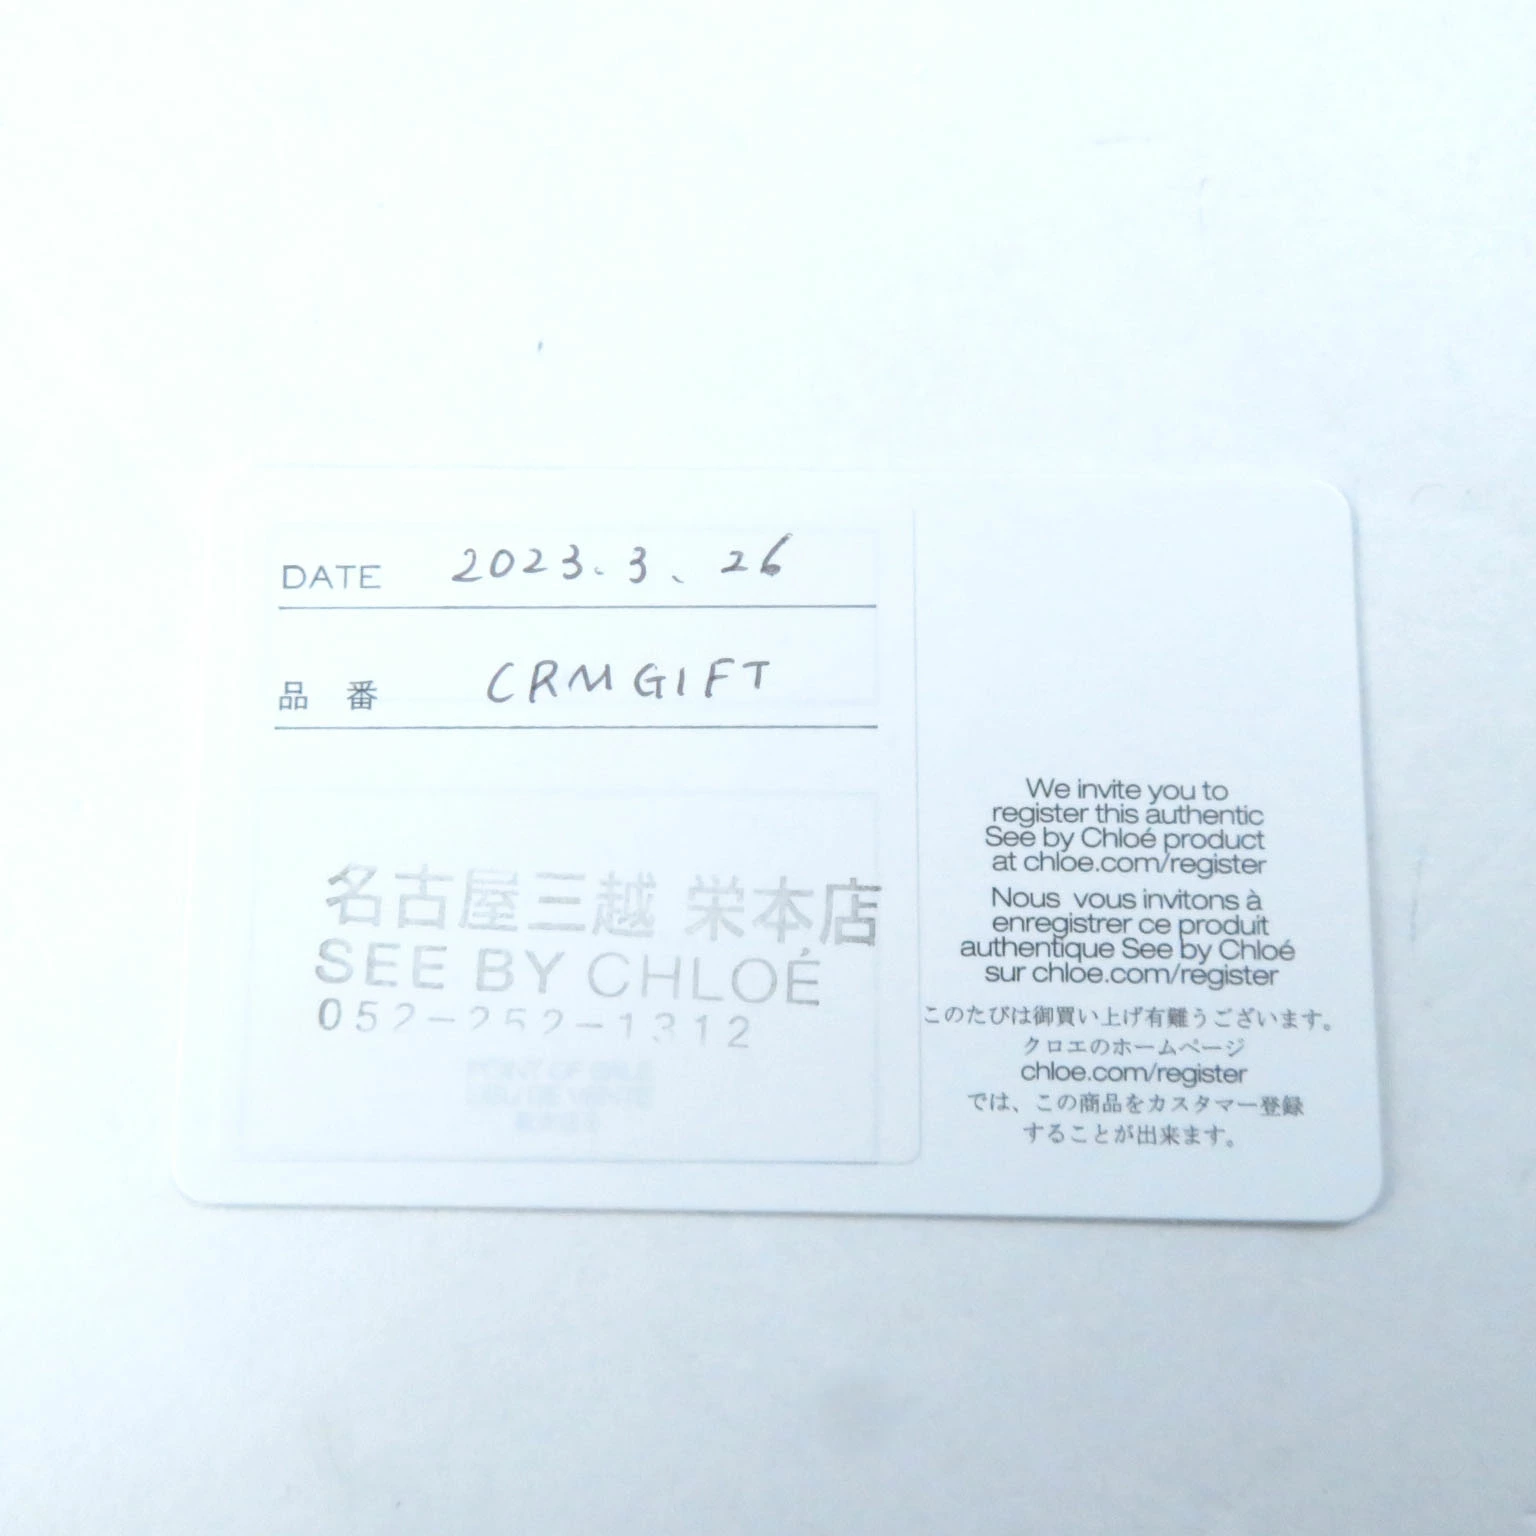 DATE 2023.3、26
品 番 CRMGIFT
名古屋三越 栄本店
SEE BY CHLOÉ
052-252-1312
POINT OF SALE
We invite you to
register this authentic
See by Chloé product
at chloe.com/register
Nous vous invitons à
enregistrer ce produit
authentique See by Chloé
sur chloe.com/register
このたびは御買い上げ有難うございます。
クロエのホームページ
chloe.com/register
では、この商品をカスタマー登録
することが出来ます。